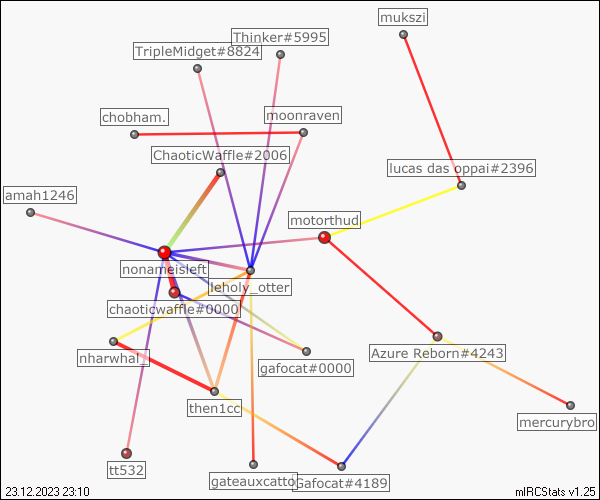 mukszi
Thinker#5995
TripleMidget#8824
chobham.
moonraven
ChaoticWaffle#2006
lucas das oppai#2396
amah1246
motorthud
nonameisleft
leholy_otter
chaoticwaffle#0000
Azure Reborn#4243
nharwhal_
gafocat#0000
then1cc
mercurybro
tt532
gateauxcatto
Gafocat#4189
23.12.2023 23:10
mIRCStats v1.25